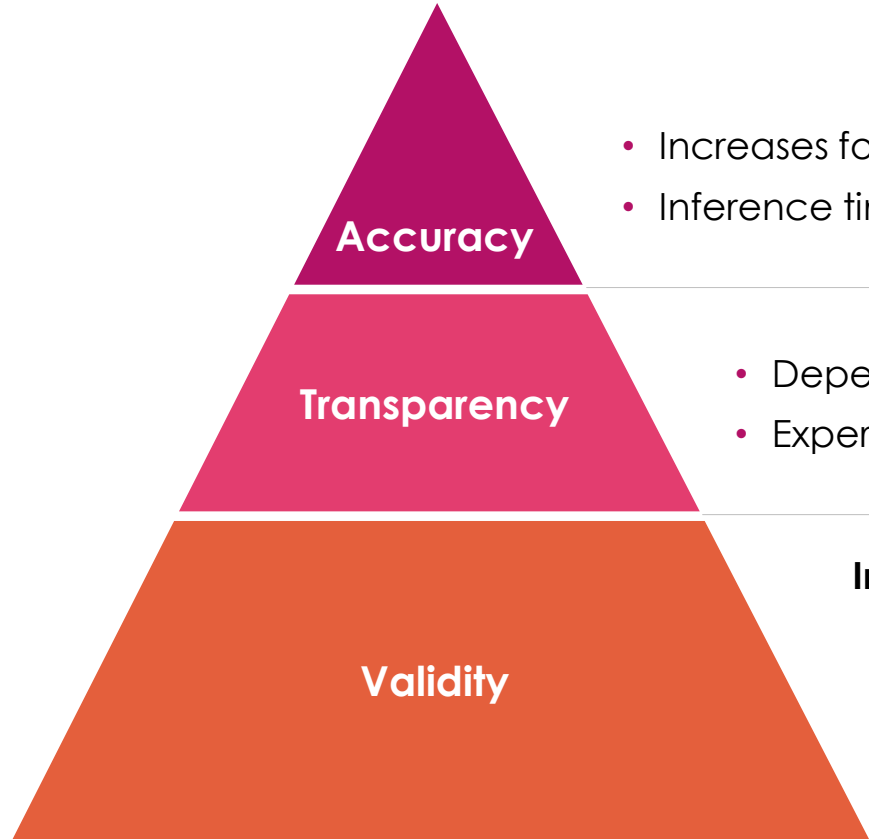 • Increases fo
• Inference ti
Accuracy
• Depe
• Exper
Transparency
Validity